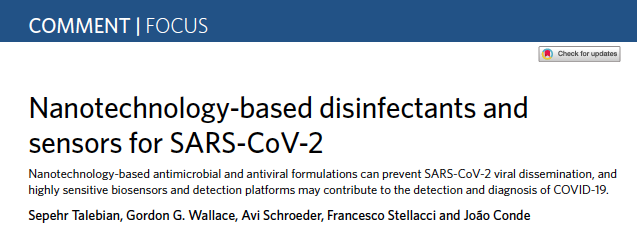 COMMENT | FOCUS
Check for updates
Nanotechnology-based disinfectants and
sensors for SARS-CoV-2
Nanotechnology-based antimicrobial and antiviral formulations can prevent SARS-CoV-2 viral dissemination, and
highly sensitive biosensors and detection platforms may contribute to the detection and diagnosis of COVID-19.
Sepehr Talebian, Gordon G. Wallace, Avi Schroeder, Francesco Stellacci and João Conde